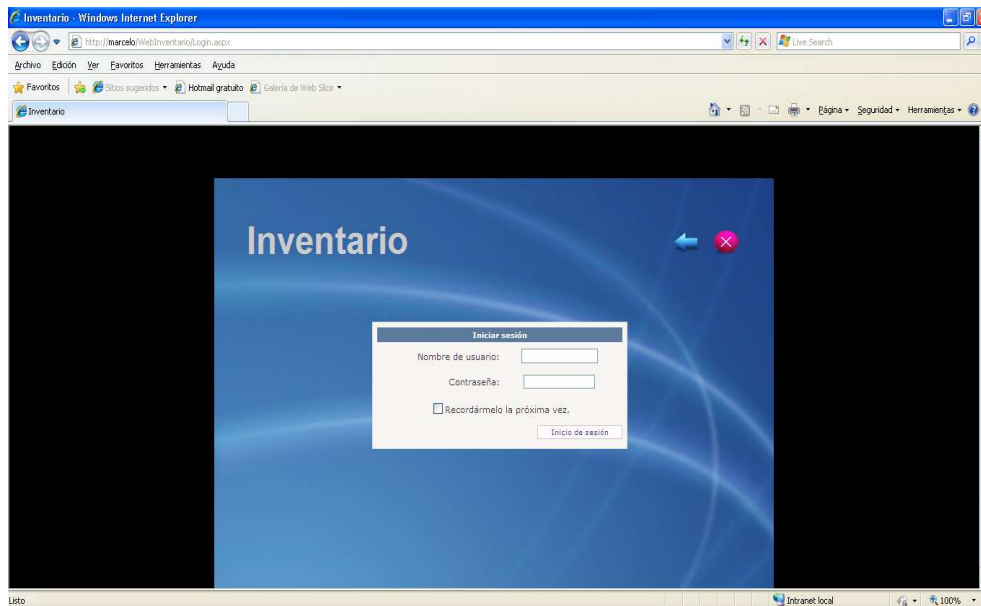 Inventario - Windows Internet Explorer
http://marcelo/WebInventario/Login.aspx
Live Search
Archivo Edición Ver Favoritos Herramientas Ayuda
Favoritos Sitios sugeridos Hotmail gratuito Galería de Web Slice
Inventario
Página Seguridad Herramientas
Inventario
Iniciar sesión
Nombre de usuario:
Contraseña:
Recordármelo la próxima vez.
Inicio de sesión
Listo
Intranet local
100%